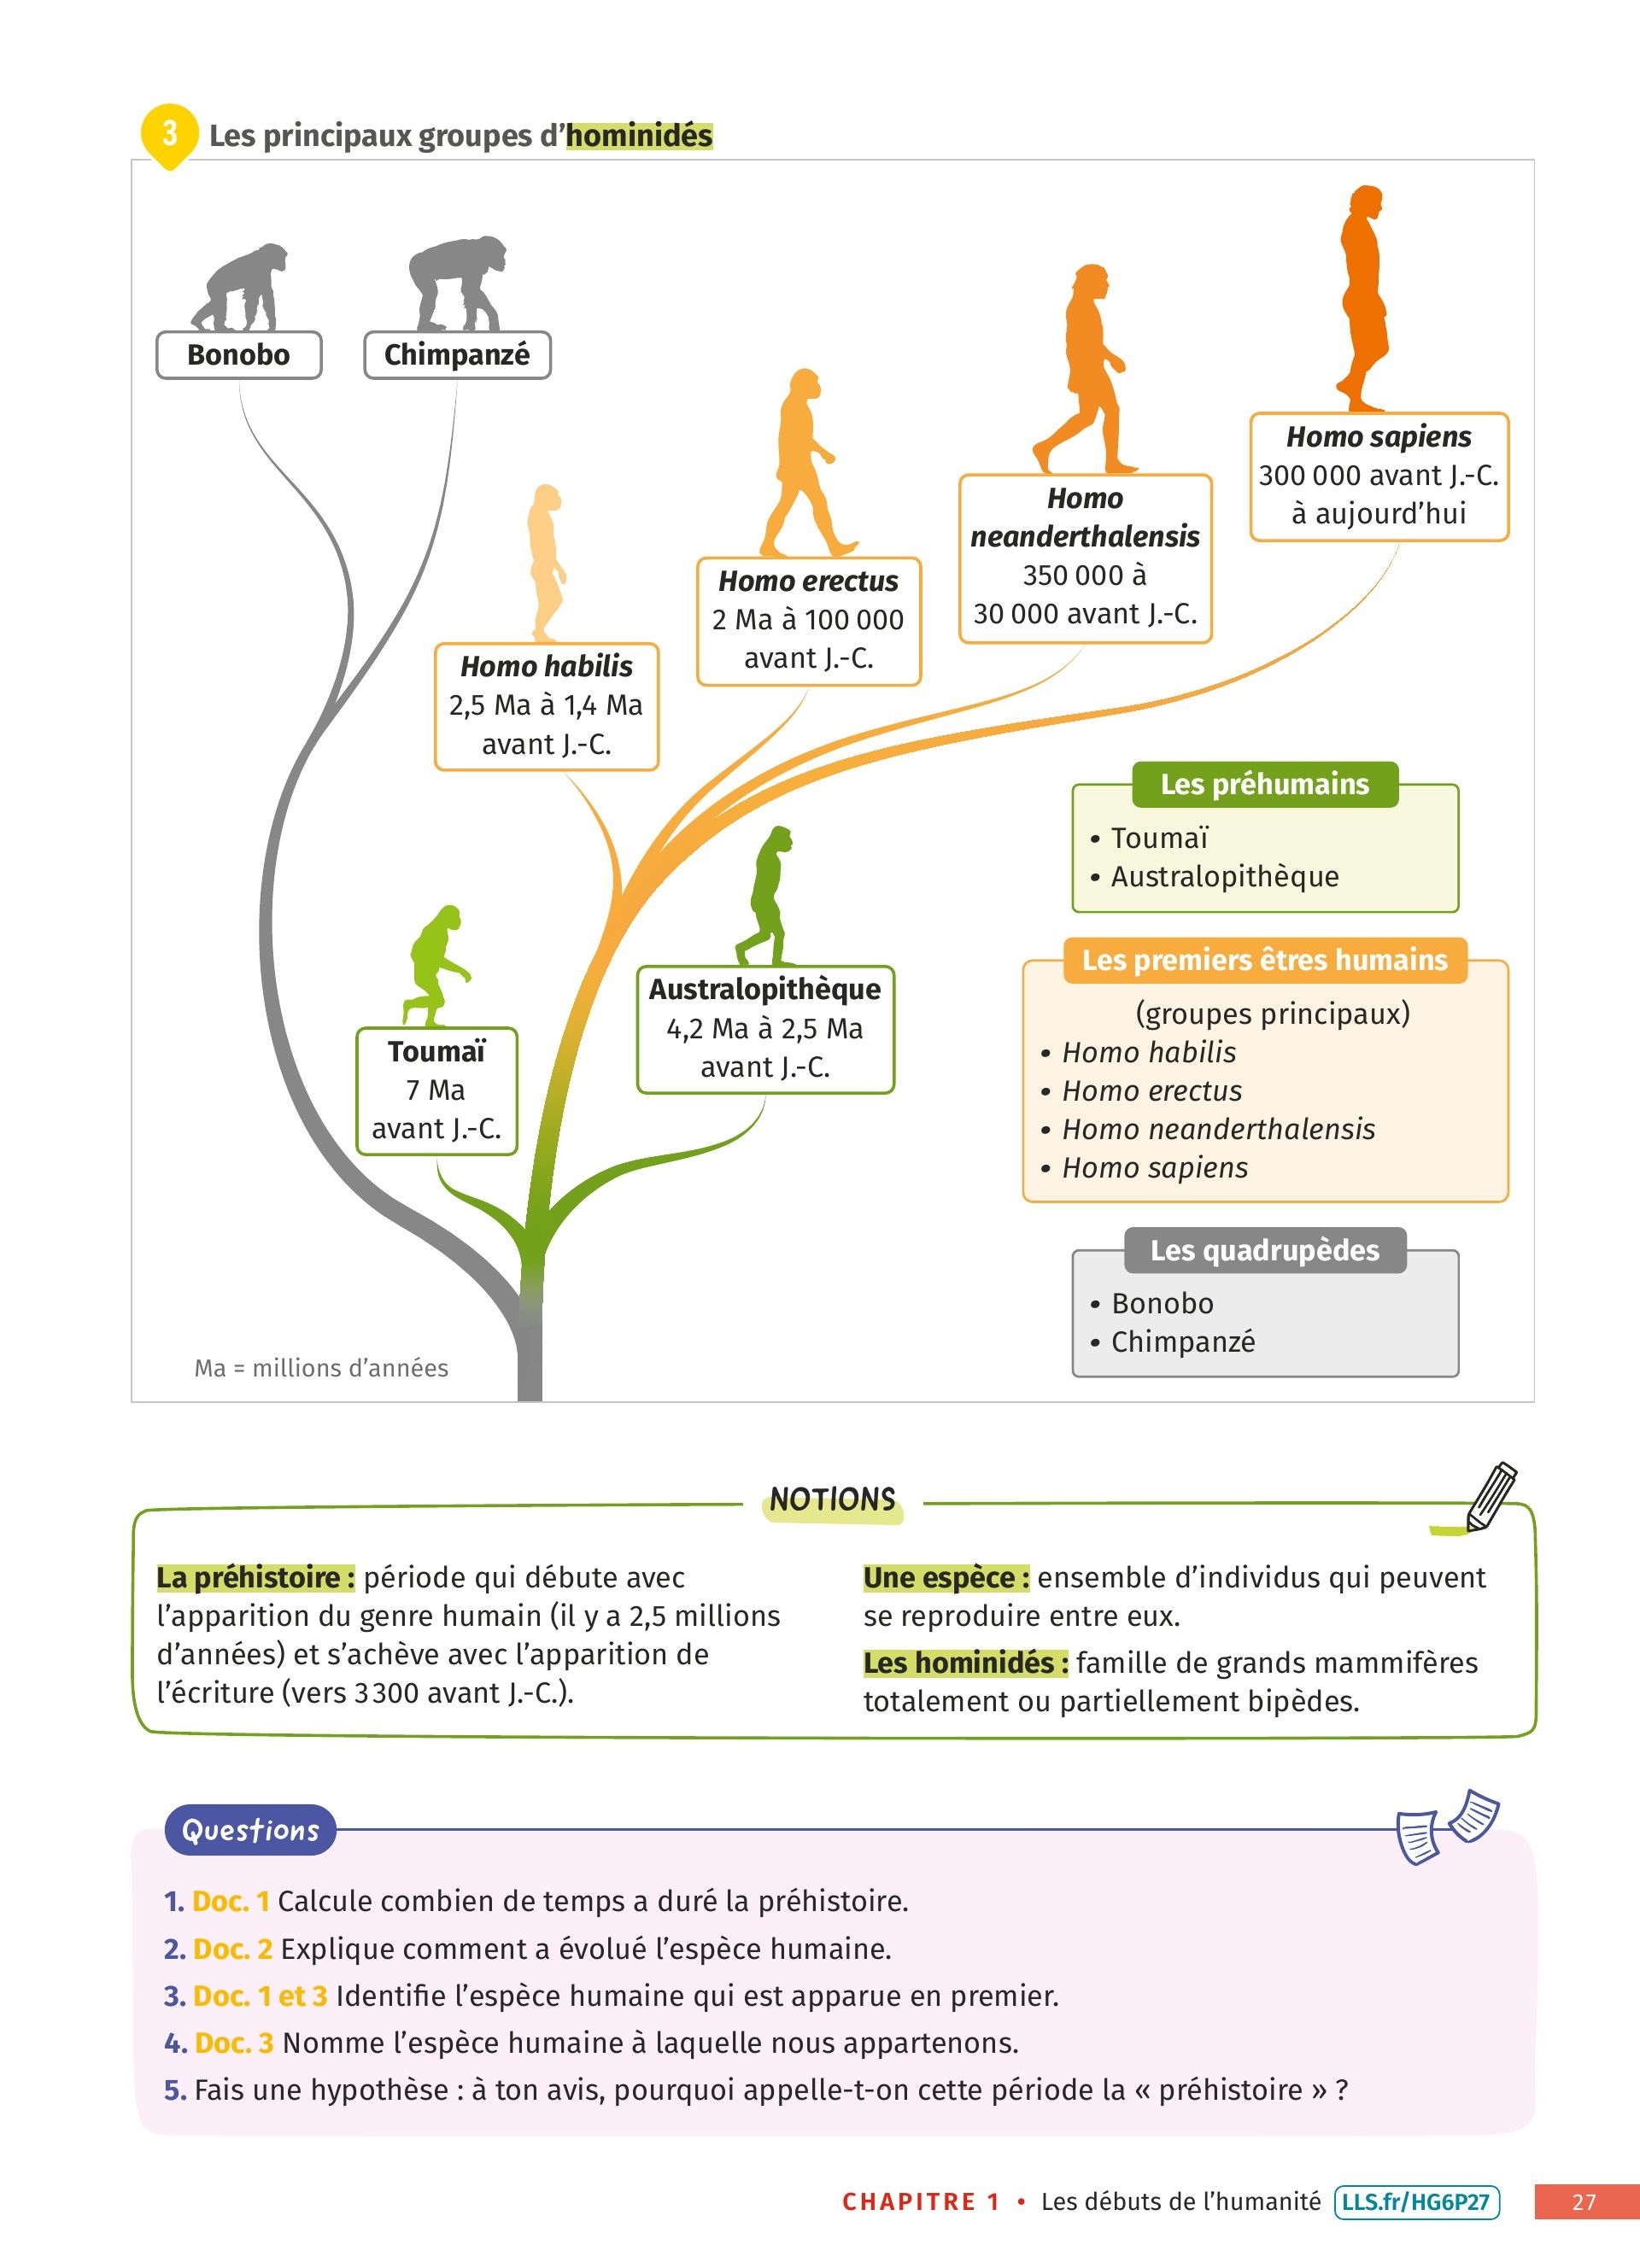 3
Les principaux groupes d’hominidés
Bonobo
Chimpanzé
Homo sapiens
300 000 avant J.-C.
à aujourd’hui
Homo
neanderthalensis
350 000 à
30 000 avant J.-C.
Homo erectus
2 Ma à 100 000
avant J.-C.
Homo habilis
2,5 Ma à 1,4 Ma
avant J.-C.
Australopithèque
4,2 Ma à 2,5 Ma
avant J.-C.
Toumaï
7 Ma
avant J.-C.
Les préhumains
• Toumaï
• Australopithèque
Les premiers êtres humains
(groupes principaux)
• Homo habilis
• Homo erectus
• Homo neanderthalensis
• Homo sapiens
Les quadrupèdes
• Bonobo
• Chimpanzé
Ma = millions d’années
NOTIONS
La préhistoire : période qui débute avec
l’apparition du genre humain (il y a 2,5 millions
d’années) et s’achève avec l’apparition de
l’écriture (vers 3 300 avant J.-C.).
Une espèce : ensemble d’individus qui peuvent
se reproduire entre eux.
Les hominidés : famille de grands mammifères
totalement ou partiellement bipèdes.
Questions
1. Doc. 1 Calcule combien de temps a duré la préhistoire.
2. Doc. 2 Explique comment a évolué l’espèce humaine.
3. Doc. 1 et 3 Identifie l’espèce humaine qui est apparue en premier.
4. Doc. 3 Nomme l’espèce humaine à laquelle nous appartenons.
5. Fais une hypothèse : à ton avis, pourquoi appelle-t-on cette période la « préhistoire » ?
CHAPITRE 1 • Les débuts de l’humanité LLS.fr/HG6P27 27